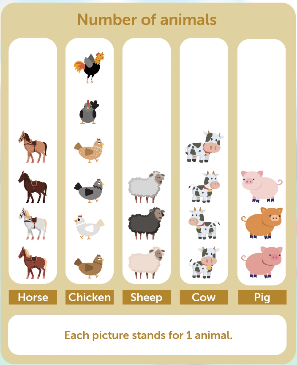 Number of animals
Horse Chicken Sheep Cow Pig
Each picture stands for 1 animal.